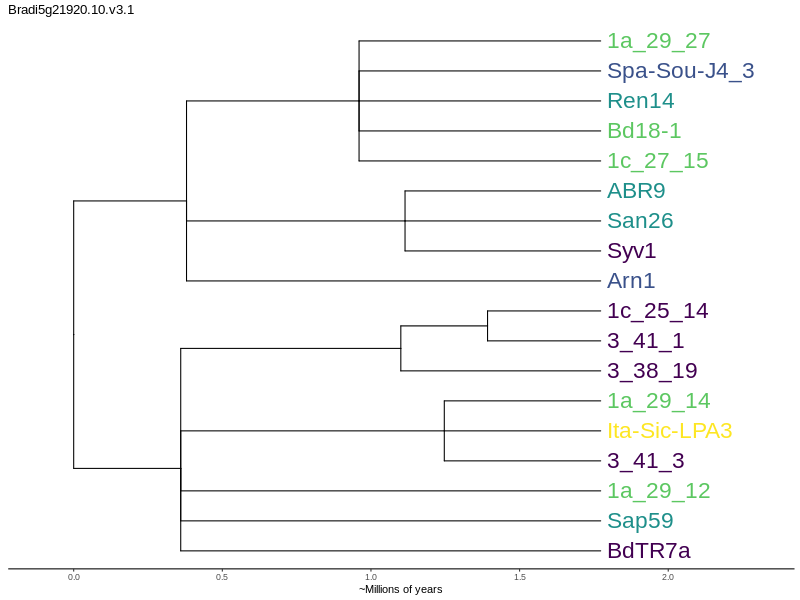 Bradi5g21920.10.v3.1
1a_29_27
Spa-Sou-J4_3
Ren14
Bd18-1
1c_27_15
ABR9
San26
Syv1
Arn1
1c_25_14
3_41_1
3_38_19
1a_29_14
Ita-Sic-LPA3
3_41_3
1a_29_12
Sap59
BdTR7a
0.0 0.5 1.0 1.5 2.0
~Millions of years